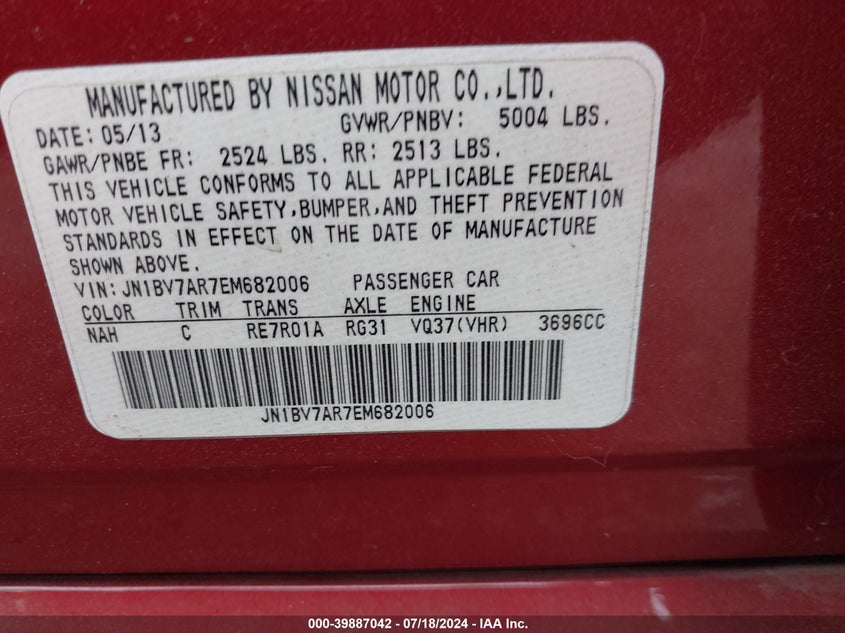 MANUFACTURED BY NISSAN MOTOR CO.,LTD.
DATE: 05/13 GVWR/PNBV: 5004 LBS.
GAWR/PNBE FR: 2524 LBS. RR: 2513 LBS.
THIS VEHICLE CONFORMS TO ALL APPLICABLE FEDERAL
MOTOR VEHICLE SAFETY,BUMPER,AND THEFT PREVENTION
STANDARDS IN EFFECT ON THE DATE OF MANUFACTURE
SHOWN ABOVE.
VIN:JN1BV7AR7EM682006 PASSENGER CAR
COLOR TRIM TRANS AXLE ENGINE
NAH C RE7R01A RG31 VQ37(VHR) 3696CC
JN1BV7AR7EM682006
000-39887042 - 07/18/2024 - IAA Inc.